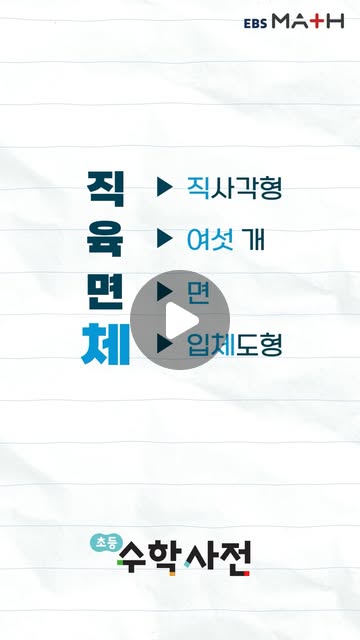 EBS MATH
직 ▶ 직사각형
육 ▶ 여섯 개
면 ▶ 면
체 ▶ 입체도형
초등
수학사전